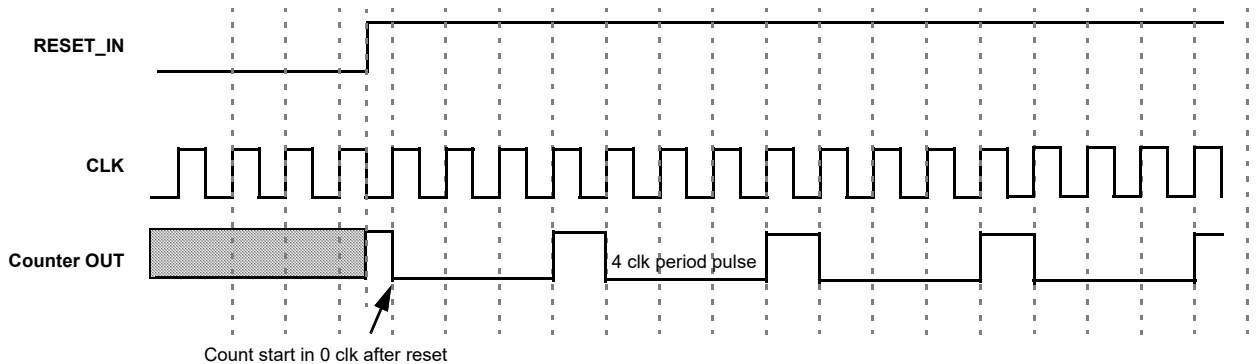 RESET_IN
CLK
Counter OUT
4 clk period pulse
Count start in 0 clk after reset